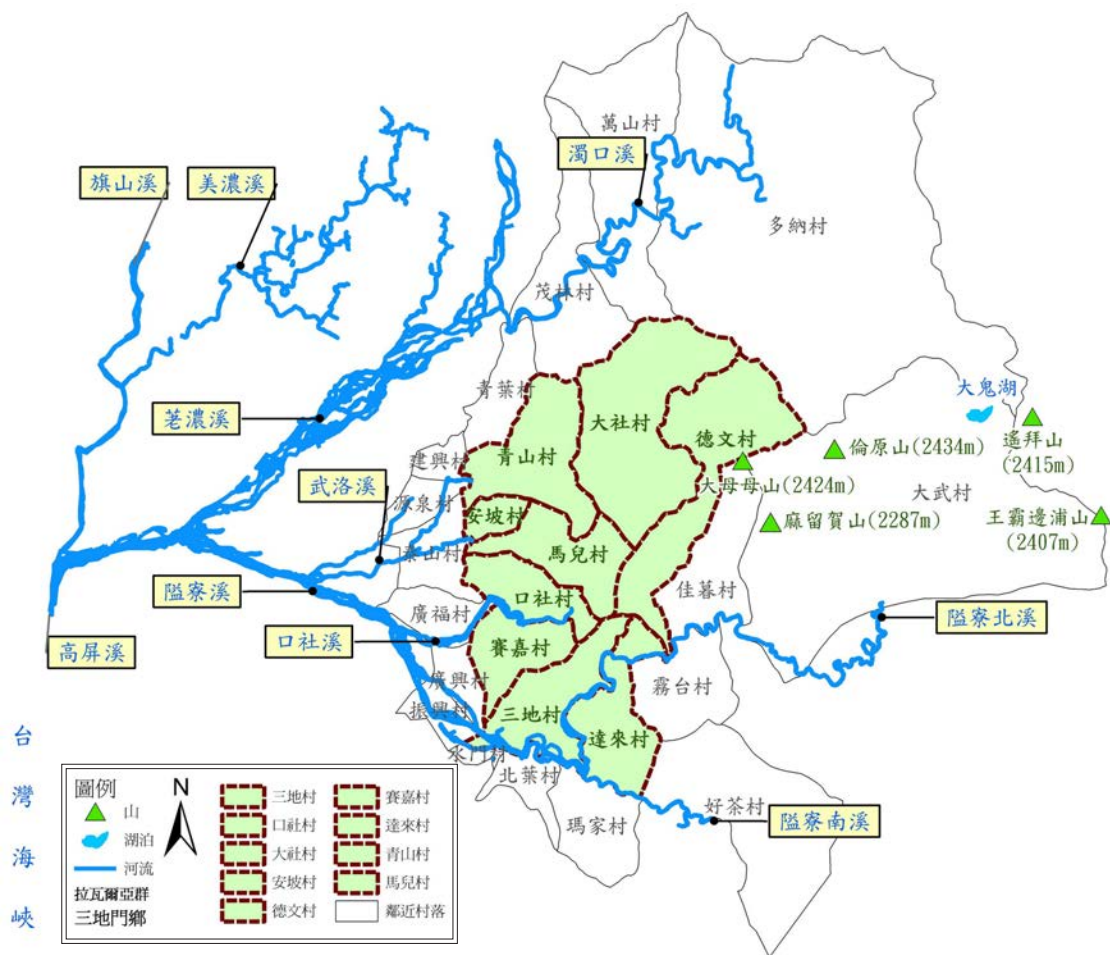 萬山村
濁口溪
旗山溪
美濃溪
多納村
茂林村
青葉村
大鬼湖
大社村
荖濃溪
德文村
遙拜山
(2415m)
倫原山(2434m)
青山村
建興村
大母母山(2424m)
大武村
武洛溪
源泉村
安坡村
麻留賀山(2287m)
王霸邊浦山
(2407m)
泰山村
馬兒村
隘寮溪
口社村
佳暮村
廣福村
隘寮北溪
口社溪
高屏溪
賽嘉村
廣興村
霧台村
振興村
三地村
達來村
水門村
北葉村
瑪家村
好茶村
隘寮南溪
台
灣
海
峽
圖例
山
湖泊
河流
拉瓦爾亞群
三地門鄉
N
三地村
口社村
大社村
安坡村
德文村
賽嘉村
達來村
青山村
馬兒村
鄰近村落